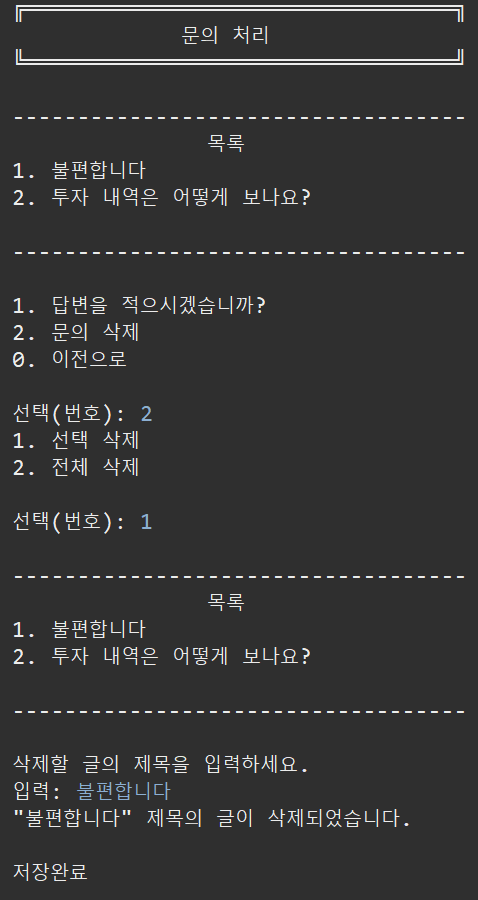 문의 처리
-----------------------------------
목록
1. 불편합니다
2. 투자 내역은 어떻게 보나요?
-----------------------------------
1. 답변을 적으시겠습니까?
2. 문의 삭제
0. 이전으로
선택(번호): 2
1. 선택 삭제
2. 전체 삭제
선택(번호): 1
-----------------------------------
목록
1. 불편합니다
2. 투자 내역은 어떻게 보나요?
-----------------------------------
삭제할 글의 제목을 입력하세요.
입력: 불편합니다
"불편합니다" 제목의 글이 삭제되었습니다.
저장완료